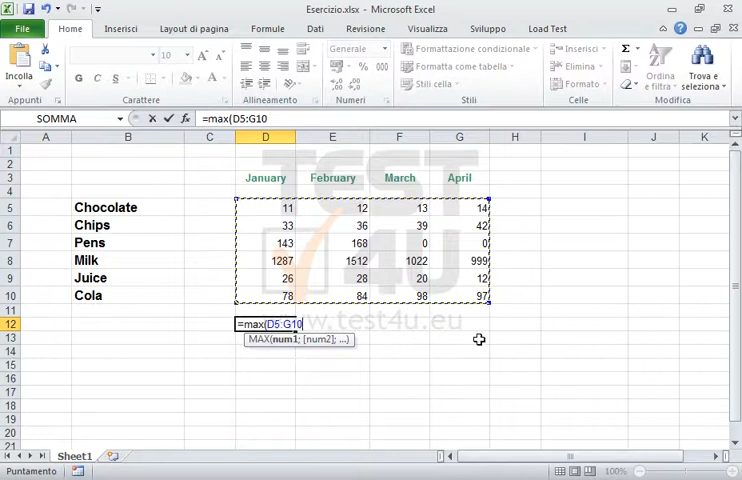 Esercizio.xlsx - Microsoft Excel
File Home Inserisci Layout di pagina Formule Dati Revisione Visualizza Sviluppo Load Test
Incolla
Appunti
10
G C S
Carattere
Allineamento
Generale
% 000
Numeri
Formattazione condizionale
Formatta come tabella
Stili cella
Stili
Inserisci
Elimina
Formato
Celle
Σ
Ordina
e filtra
Trova e
seleziona
Modifica
SOMMA fx =max(D5:G10
A B C D E F G H I J K
1
2
3 January February March April
4
5 Chocolate 11 12 13 14
6 Chips 33 36 39 42
7 Pens 143 168 0 0
8 Milk 1287 1512 1022 999
9 Juice 26 28 20 12
10 Cola 78 84 98 97
11
12 =max(D5:G10
13 MAX(num1; [num2]; ...)
14
15
16
17
18
19
20
21
TEST
4U
www.test4u.eu
Sheet1
Puntamento 100%